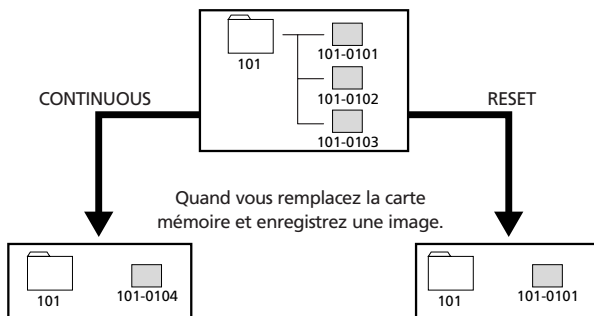 101
101-0101
101-0102
101-0103
CONTINUOUS
RESET
Quand vous remplacez la carte
mémoire et enregistrez une image.
101
101-0104
101
101-0101